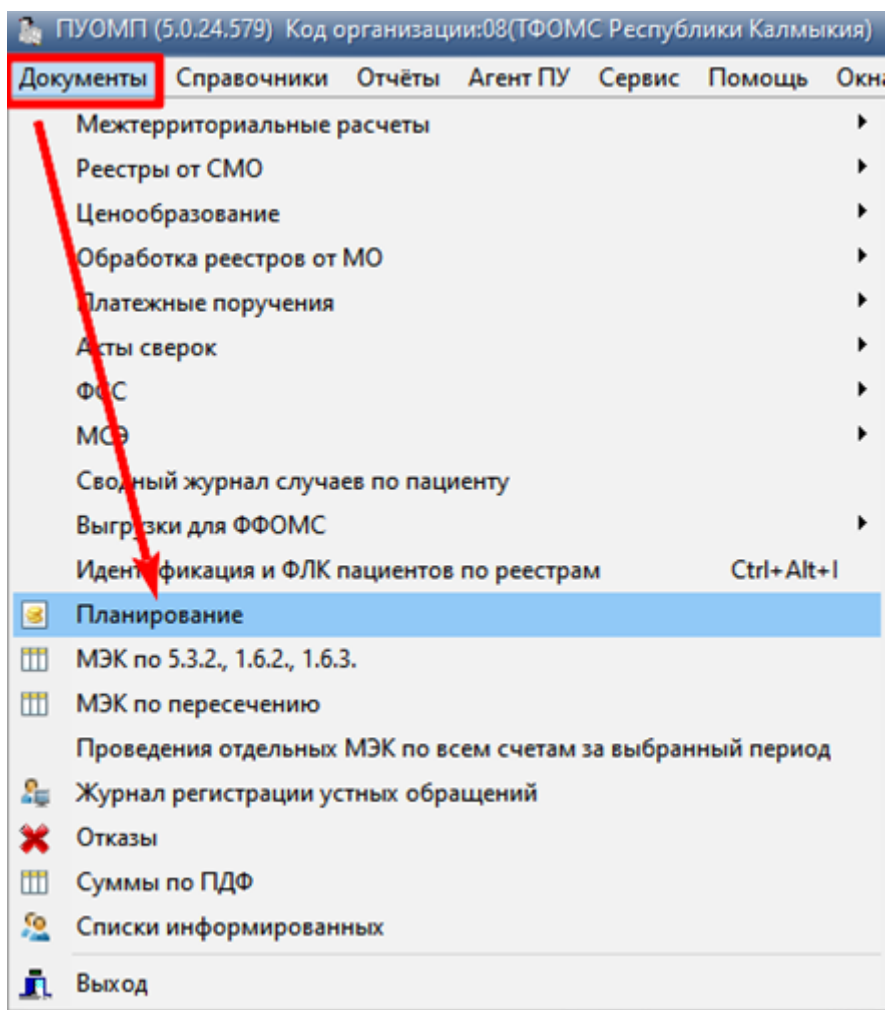 ПУОМП (5.0.24.579) Код организации:08(ТФОМС Республики Калмыкия)
Документы Справочники Отчёты Агент ПУ Сервис Помощь Окна
Межтерриториальные расчеты
Реестры от СМО
Ценообразование
Обработка реестров от МО
Платежные поручения
Акты сверок
ФСС
МСЭ
Сводный журнал случаев по пациенту
Выгрузки для ФФОМС
Идентификация и ФЛК пациентов по реестрам Ctrl+Alt+I
Планирование
МЭК по 5.3.2., 1.6.2., 1.6.3.
МЭК по пересечению
Проведения отдельных МЭК по всем счетам за выбранный период
Журнал регистрации устных обращений
Отказы
Суммы по ПДФ
Списки информированных
Выход